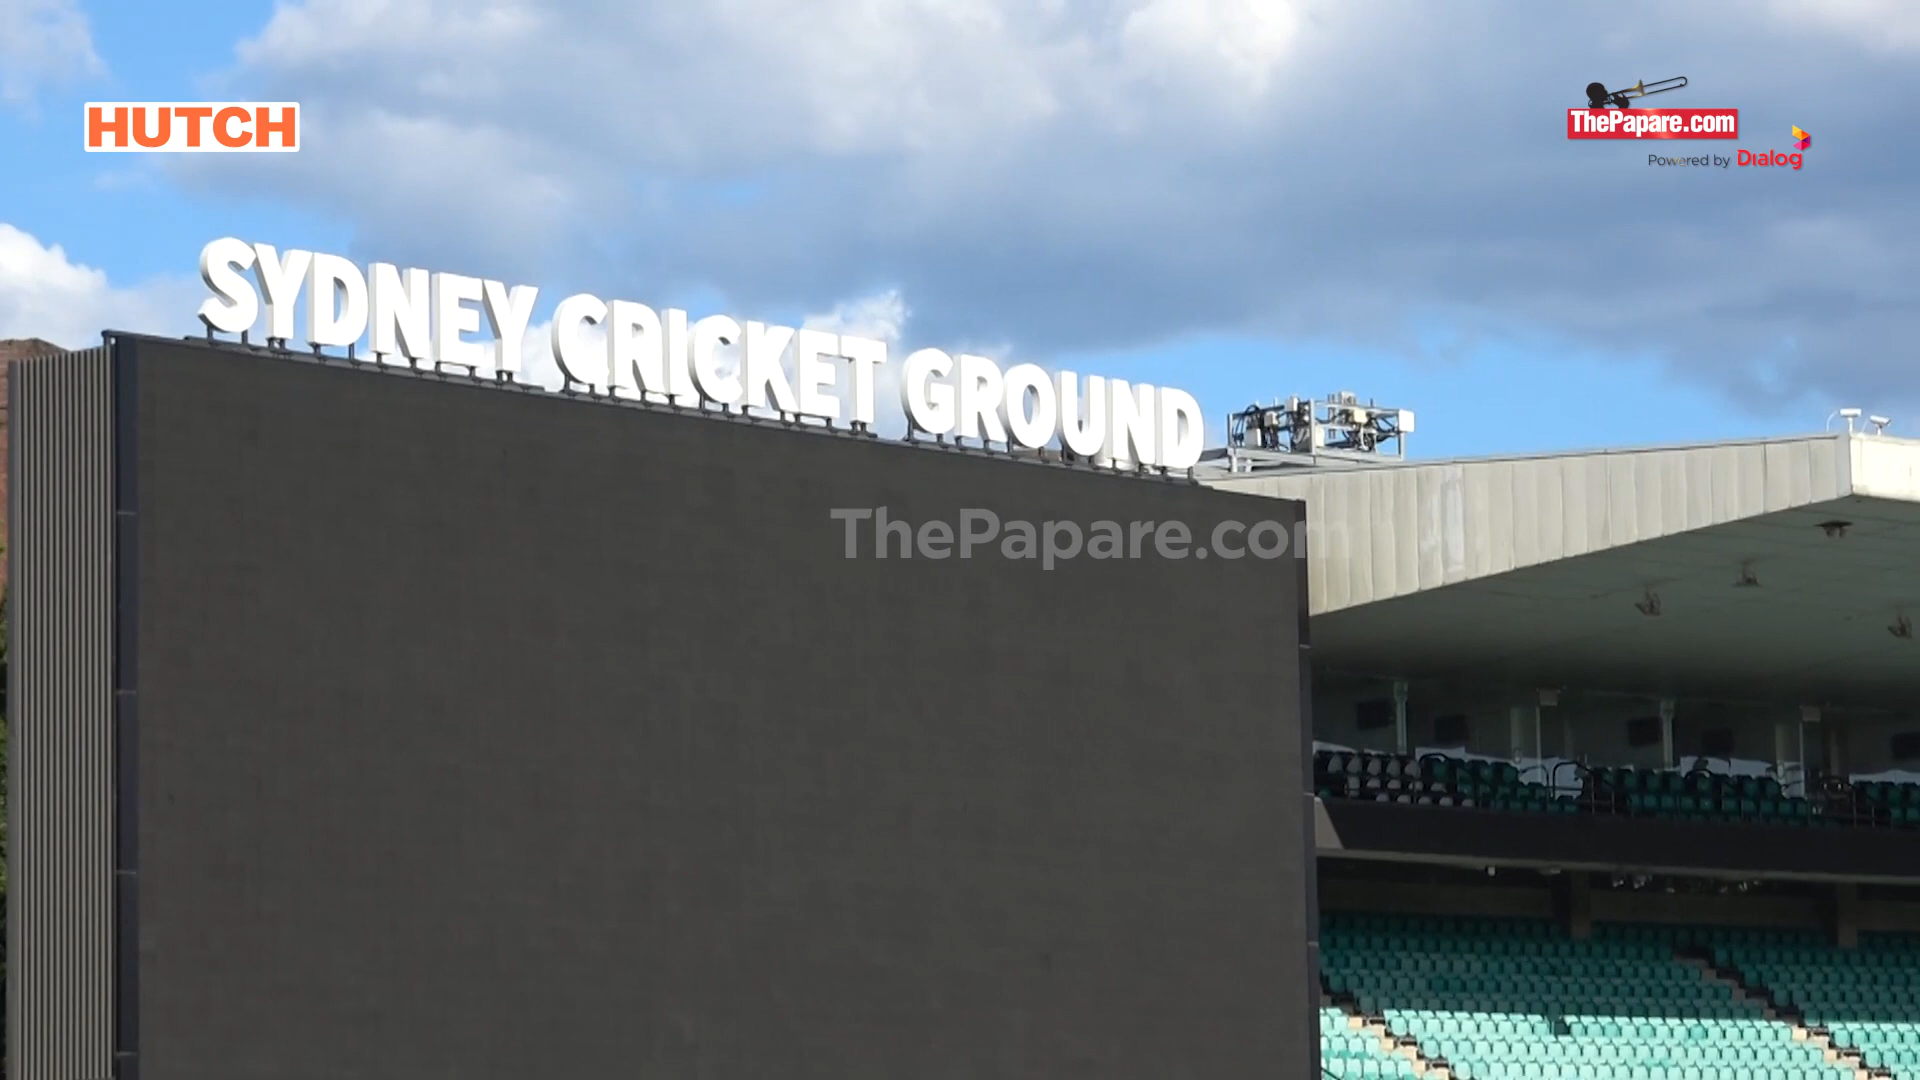 HUTCH
ThePapare.com
Powered by Dialog
SYDNEY CRICKET GROUND
ThePapare.com